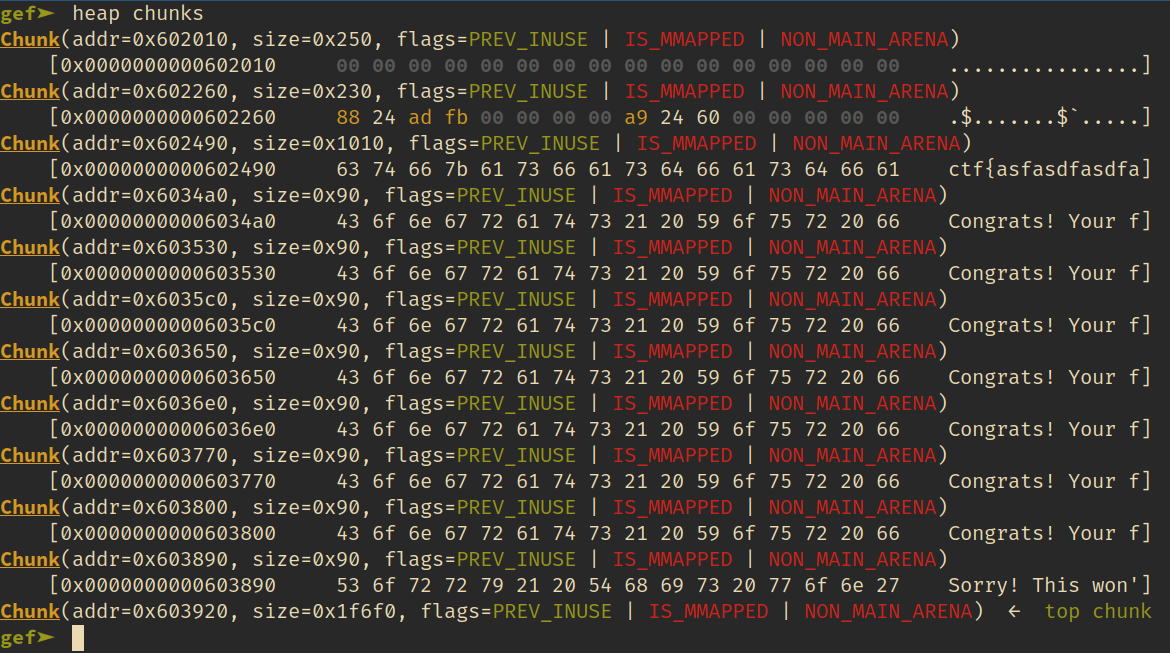 gef➤  heap chunks
Chunk(addr=0x602010, size=0x250, flags=PREV_INUSE | IS_MMAPPED | NON_MAIN_ARENA)
    [0x0000000000602010     00 00 00 00 00 00 00 00 00 00 00 00 00 00 00 00    ................]
Chunk(addr=0x602260, size=0x230, flags=PREV_INUSE | IS_MMAPPED | NON_MAIN_ARENA)
    [0x0000000000602260     88 24 ad fb 00 00 00 00 a9 24 60 00 00 00 00 00    .$.......$`.....]
Chunk(addr=0x602490, size=0x1010, flags=PREV_INUSE | IS_MMAPPED | NON_MAIN_ARENA)
    [0x0000000000602490     63 74 66 7b 61 73 66 61 73 64 66 61 73 64 66 61    ctf{asfasdfasdfa]
Chunk(addr=0x6034a0, size=0x90, flags=PREV_INUSE | IS_MMAPPED | NON_MAIN_ARENA)
    [0x00000000006034a0     43 6f 6e 67 72 61 74 73 21 20 59 6f 75 72 20 66    Congrats! Your f]
Chunk(addr=0x603530, size=0x90, flags=PREV_INUSE | IS_MMAPPED | NON_MAIN_ARENA)
    [0x0000000000603530     43 6f 6e 67 72 61 74 73 21 20 59 6f 75 72 20 66    Congrats! Your f]
Chunk(addr=0x6035c0, size=0x90, flags=PREV_INUSE | IS_MMAPPED | NON_MAIN_ARENA)
    [0x00000000006035c0     43 6f 6e 67 72 61 74 73 21 20 59 6f 75 72 20 66    Congrats! Your f]
Chunk(addr=0x603650, size=0x90, flags=PREV_INUSE | IS_MMAPPED | NON_MAIN_ARENA)
    [0x0000000000603650     43 6f 6e 67 72 61 74 73 21 20 59 6f 75 72 20 66    Congrats! Your f]
Chunk(addr=0x6036e0, size=0x90, flags=PREV_INUSE | IS_MMAPPED | NON_MAIN_ARENA)
    [0x00000000006036e0     43 6f 6e 67 72 61 74 73 21 20 59 6f 75 72 20 66    Congrats! Your f]
Chunk(addr=0x603770, size=0x90, flags=PREV_INUSE | IS_MMAPPED | NON_MAIN_ARENA)
    [0x0000000000603770     43 6f 6e 67 72 61 74 73 21 20 59 6f 75 72 20 66    Congrats! Your f]
Chunk(addr=0x603800, size=0x90, flags=PREV_INUSE | IS_MMAPPED | NON_MAIN_ARENA)
    [0x0000000000603800     43 6f 6e 67 72 61 74 73 21 20 59 6f 75 72 20 66    Congrats! Your f]
Chunk(addr=0x603890, size=0x90, flags=PREV_INUSE | IS_MMAPPED | NON_MAIN_ARENA)
    [0x0000000000603890     53 6f 72 72 79 21 20 54 68 69 73 20 77 6f 6e 27    Sorry! This won']
Chunk(addr=0x603920, size=0x1f6f0, flags=PREV_INUSE | IS_MMAPPED | NON_MAIN_ARENA)  ←  top chunk
gef➤